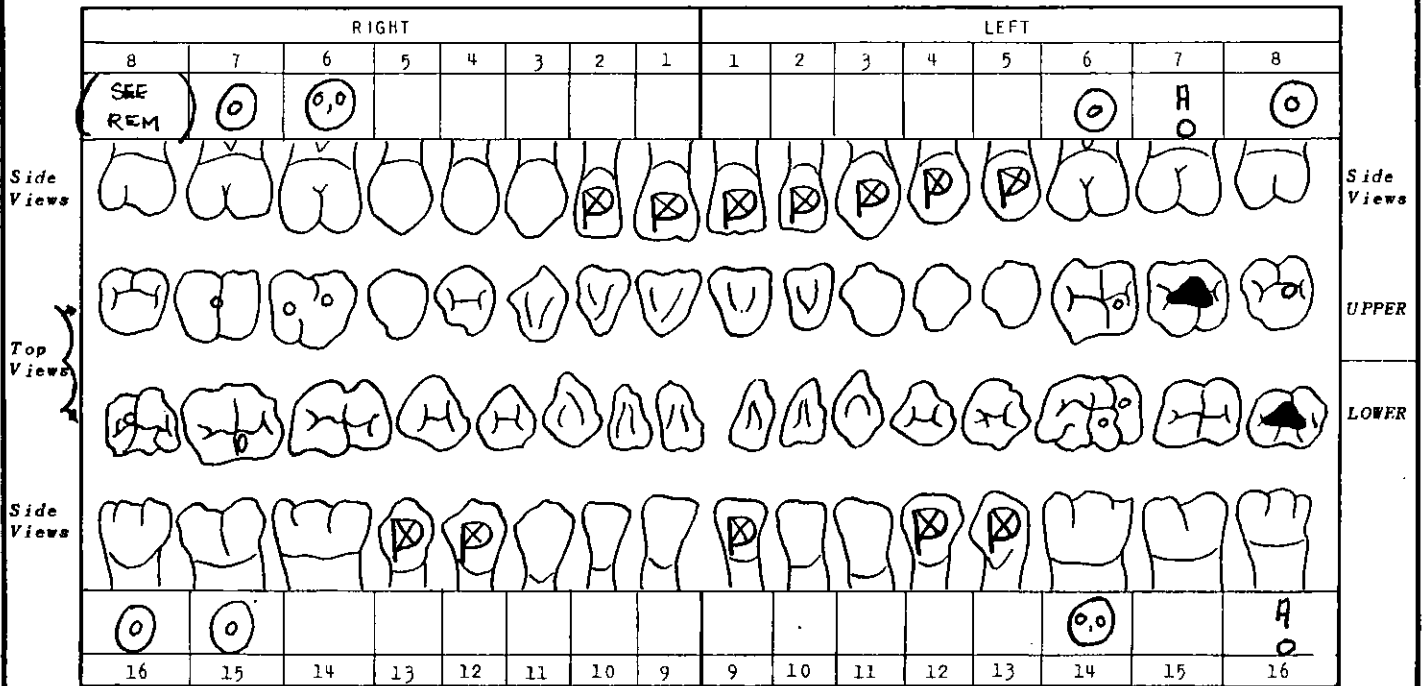 RIGHT LEFT
8 7 6 5 4 3 2 1 1 2 3 4 5 6 7 8
SEE REM O O,O O A O O
Side Views Side Views
P P P P P P P
UPPER
Top Views
LOWER
Side Views
P P P P P
O O O,O A O
16 15 14 13 12 11 10 9 9 10 11 12 13 14 15 16